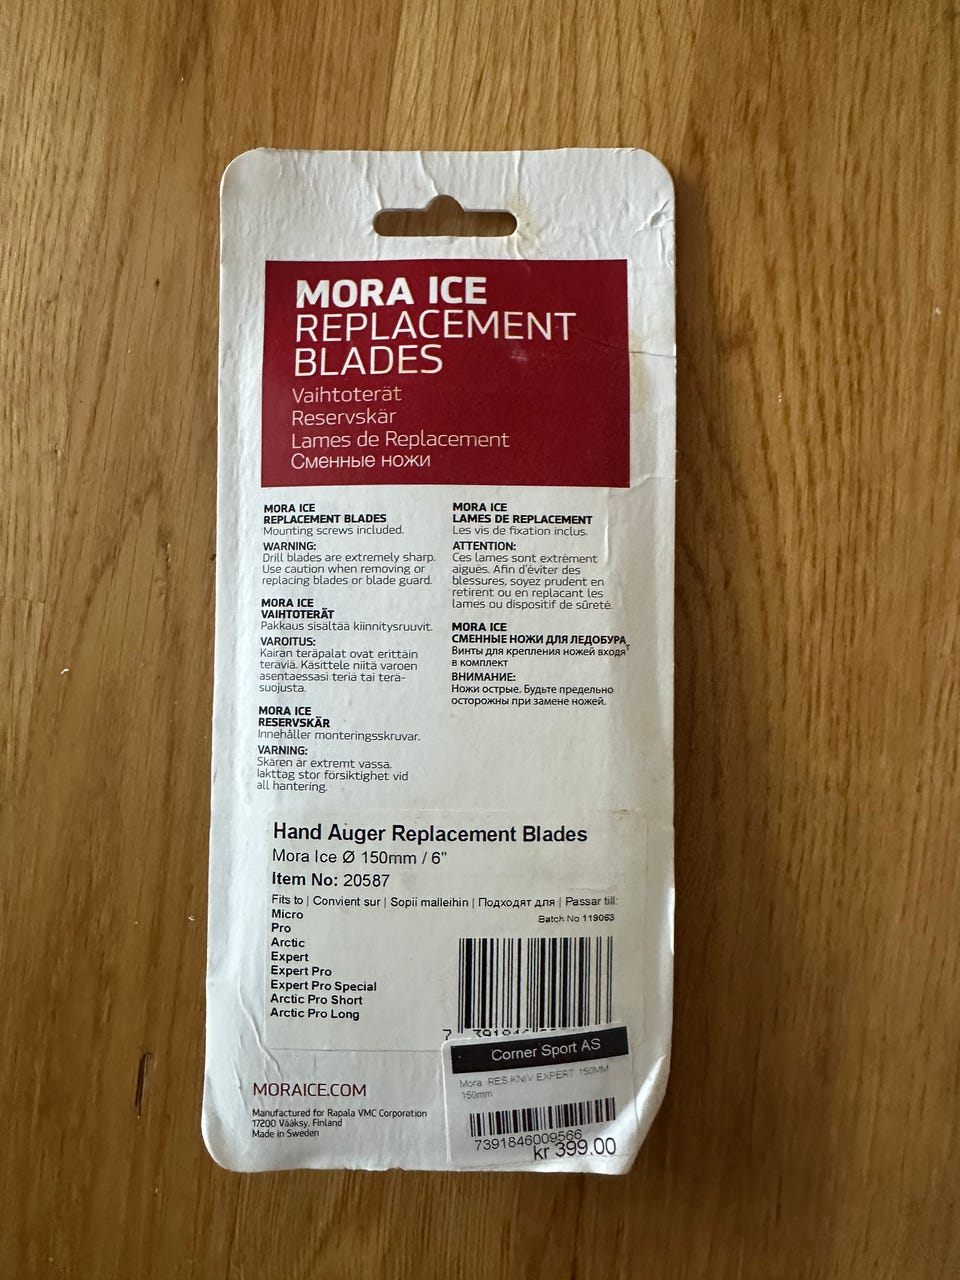 MORA ICE
REPLACEMENT
BLADES
Vaihtoterät
Reservskär
Lames de Replacement
Сменные ножи
MORA ICE
REPLACEMENT BLADES
Mounting screws included.
WARNING:
Drill blades are extremely sharp.
Use caution when removing or
replacing blades or blade guard.
MORA ICE
VAIHTOTERÄT
Pakkaus sisältää kiinnitysruuvit.
VAROITUS:
Kairan teräpalat ovat erittäin
teräviä. Käsittele niitä varoen
asentaessasi teriä tai terä-
suojusta.
MORA ICE
RESERVSKÄR
Innehåller monteringsskruvar.
VARNING:
Skären är extremt vassa.
Iakttag stor försiktighet vid
all hantering.
MORA ICE
LAMES DE REPLACEMENT
Les vis de fixation inclus.
ATTENTION:
Ces lames sont extrêment
aiguës. Afin d'éviter des
blessures, soyez prudent en
retirent ou en replacant les
lames ou dispositif de sûreté.
MORA ICE
СМЕННЫЕ НОЖИ ДЛЯ ЛЕДОБУРА
Винты для крепления ножей входят
в комплект
ВНИМАНИЕ:
Ножи острые. Будьте предельно
осторожны при замене ножей.
Hand Auger Replacement Blades
Mora Ice Ø 150mm / 6"
Item No: 20587
Fits to | Convient sur | Sopii malleihin | Подходят для | Passar till:
Batch No 119063
Micro
Pro
Arctic
Expert
Expert Pro
Expert Pro Special
Arctic Pro Short
Arctic Pro Long
Corner Sport AS
Mora RES KNIV EXPERT 150MM
150mm
7391846009566
kr 399.00
MORAICE.COM
Manufactured for Rapala VMC Corporation
17200 Vääksy, Finland
Made in Sweden